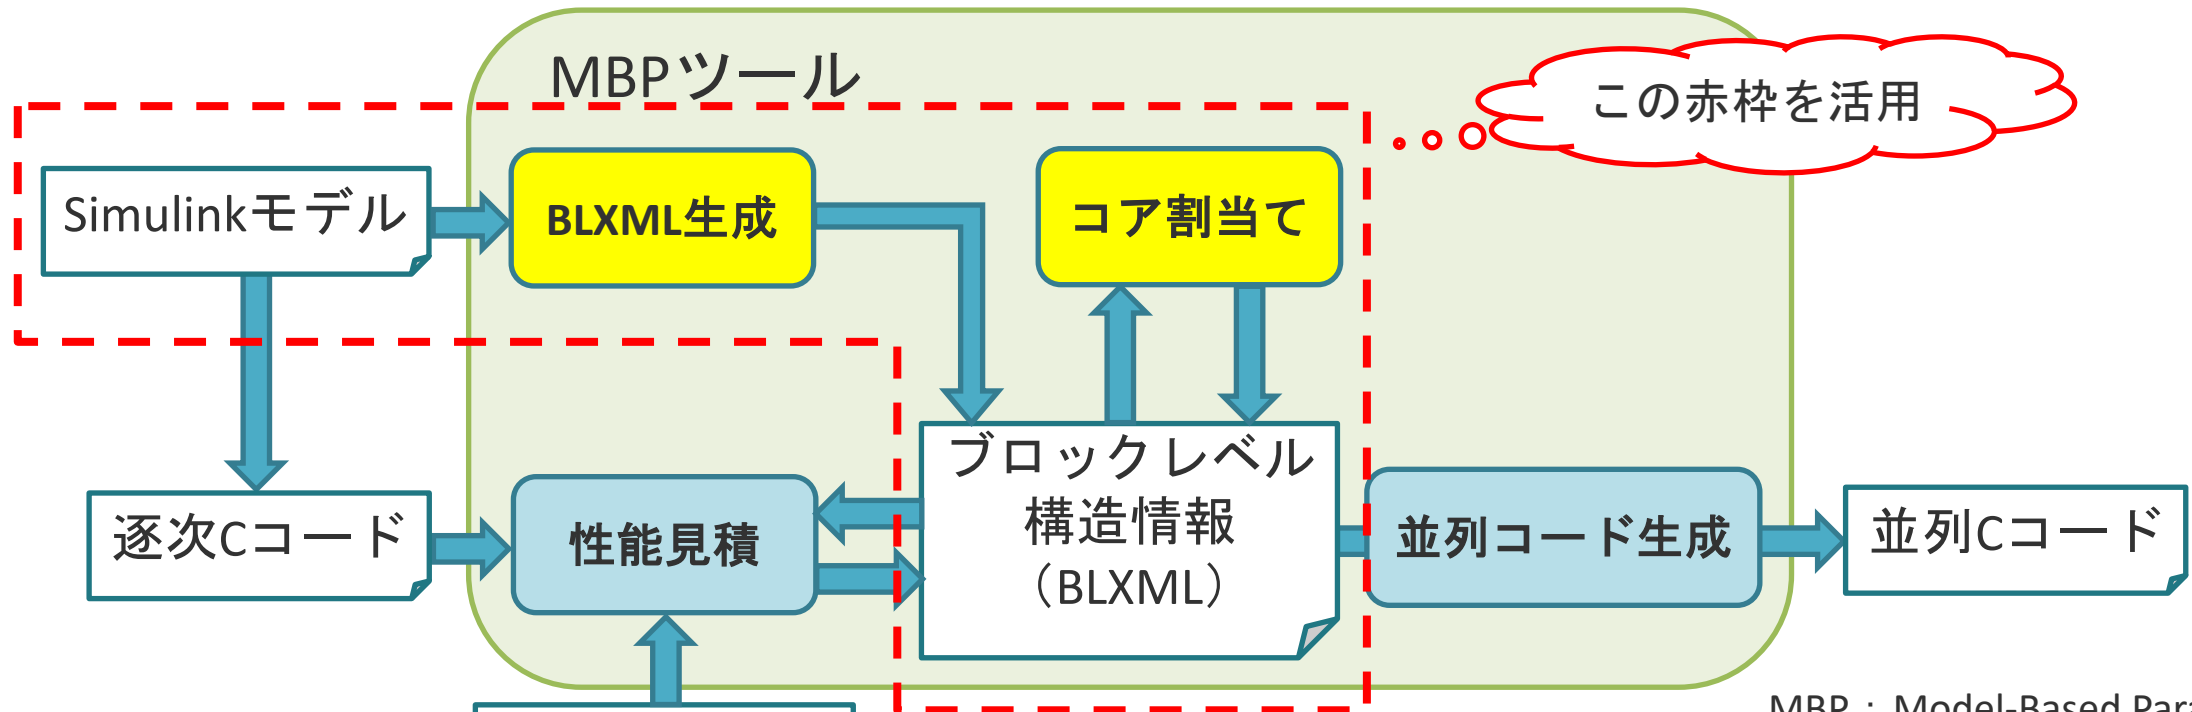 MBPツール
この赤枠を活用
Simulinkモデル
BLXML生成
コア割当て
ブロックレベル
構造情報
（BLXML）
逐次Cコード
性能見積
並列コード生成
並列Cコード
MBP：Model-Based